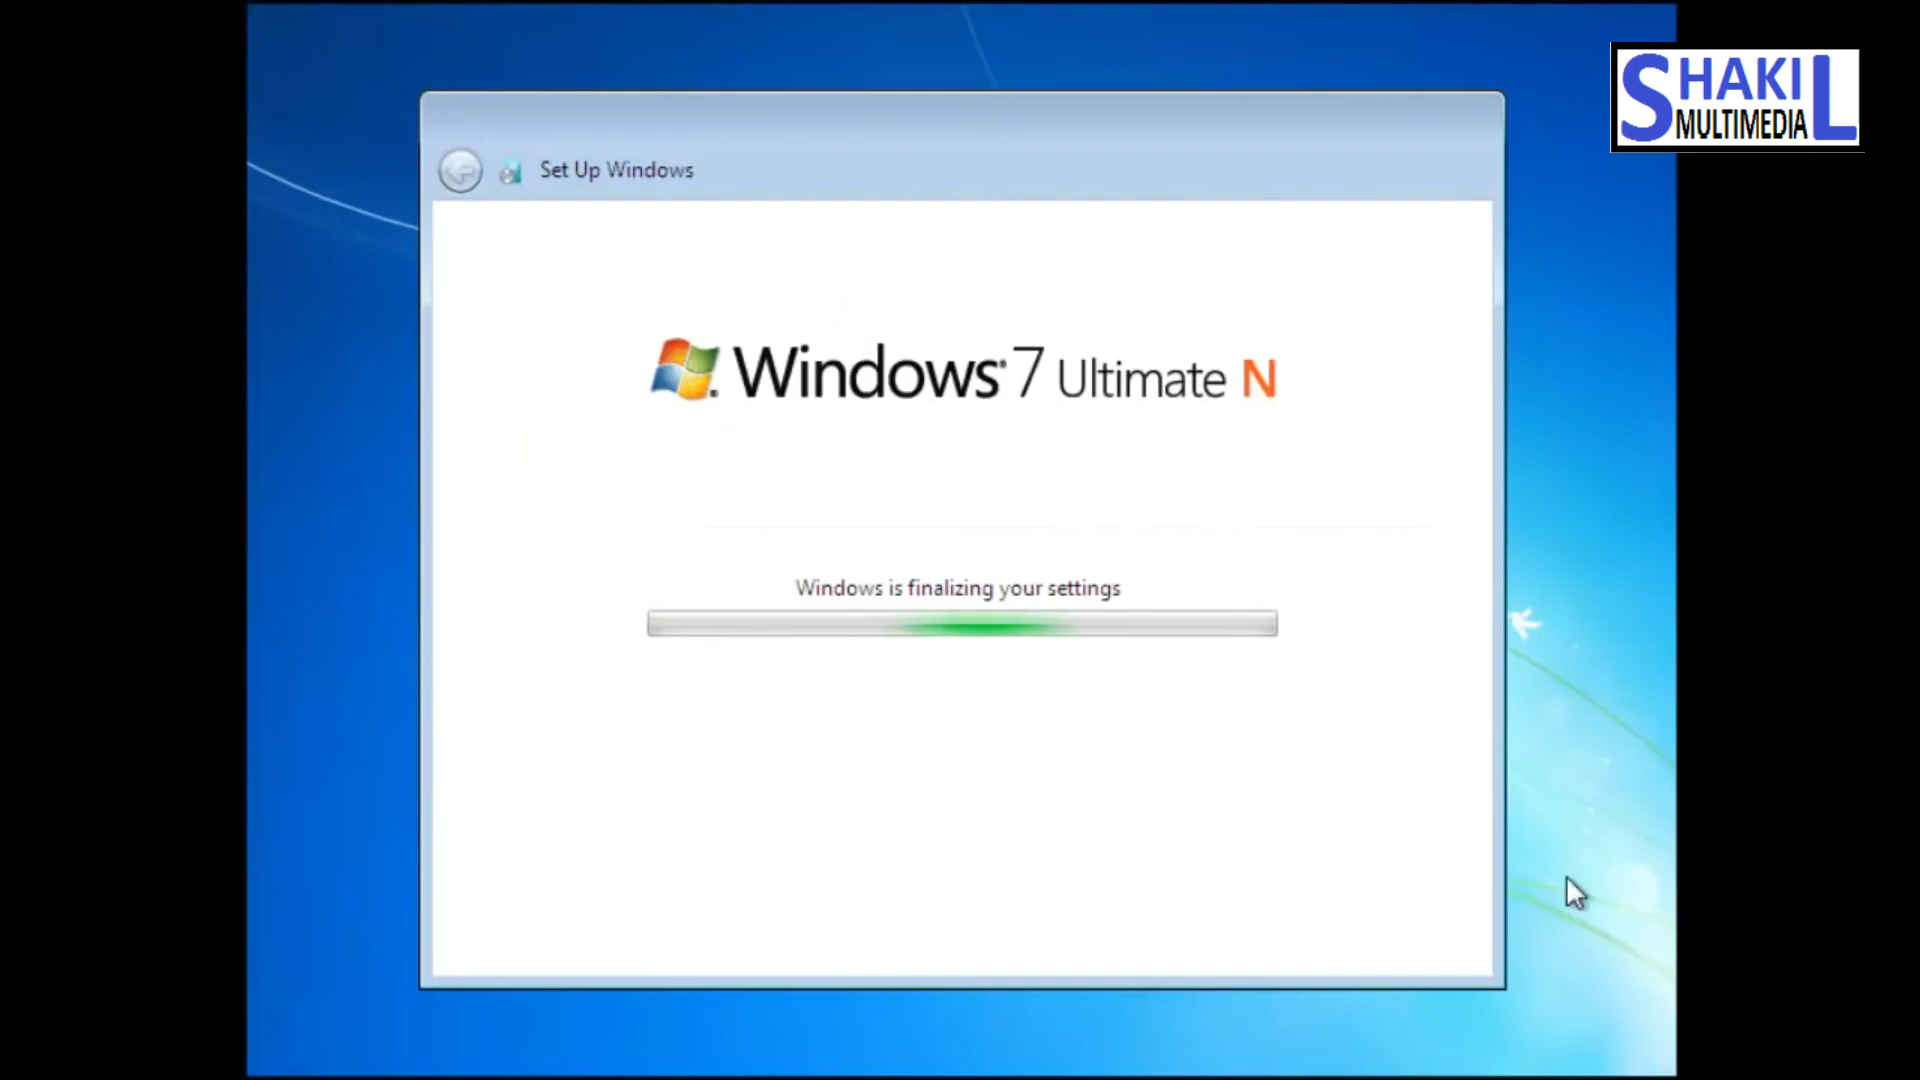 SHAKIL
MULTIMEDIA
Set Up Windows
Windows® 7 Ultimate N
Windows is finalizing your settings